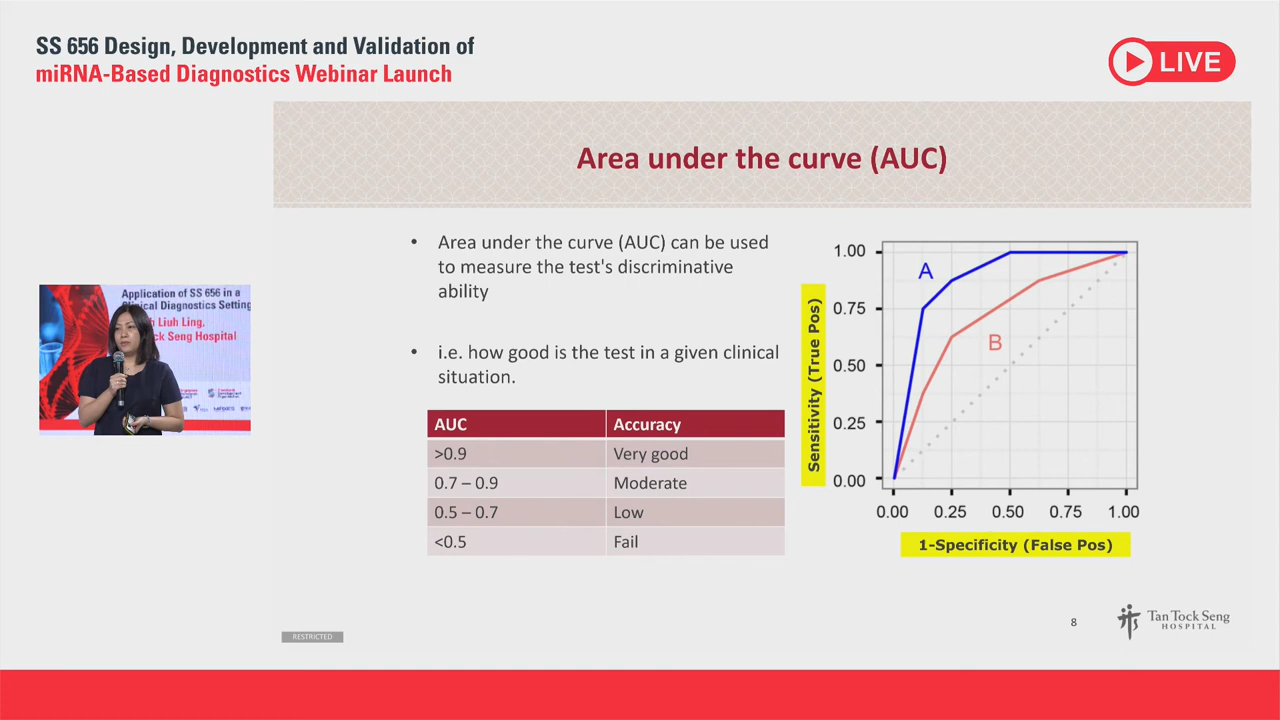 SS 656 Design, Development and Validation of
miRNA-Based Diagnostics Webinar Launch
LIVE
Area under the curve (AUC)
• Area under the curve (AUC) can be used
to measure the test's discriminative
ability
• i.e. how good is the test in a given clinical
situation.
AUC Accuracy
>0.9 Very good
0.7 – 0.9 Moderate
0.5 – 0.7 Low
<0.5 Fail
Sensitivity (True Pos)
1.00
0.75
0.50
0.25
0.00
A
B
0.00 0.25 0.50 0.75 1.00
1-Specificity (False Pos)
Application of SS 656 in a
Clinical Diagnostics Setting
Liuh Ling,
Seng Hospital
RESTRICTED
8
Tan Tock Seng
HOSPITAL